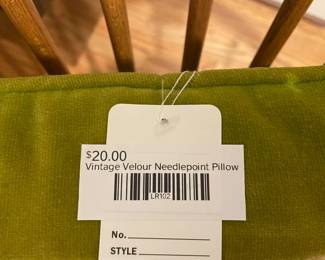 $20.00
Vintage Velour Needlepoint Pillow
LR102
No.
STYLE